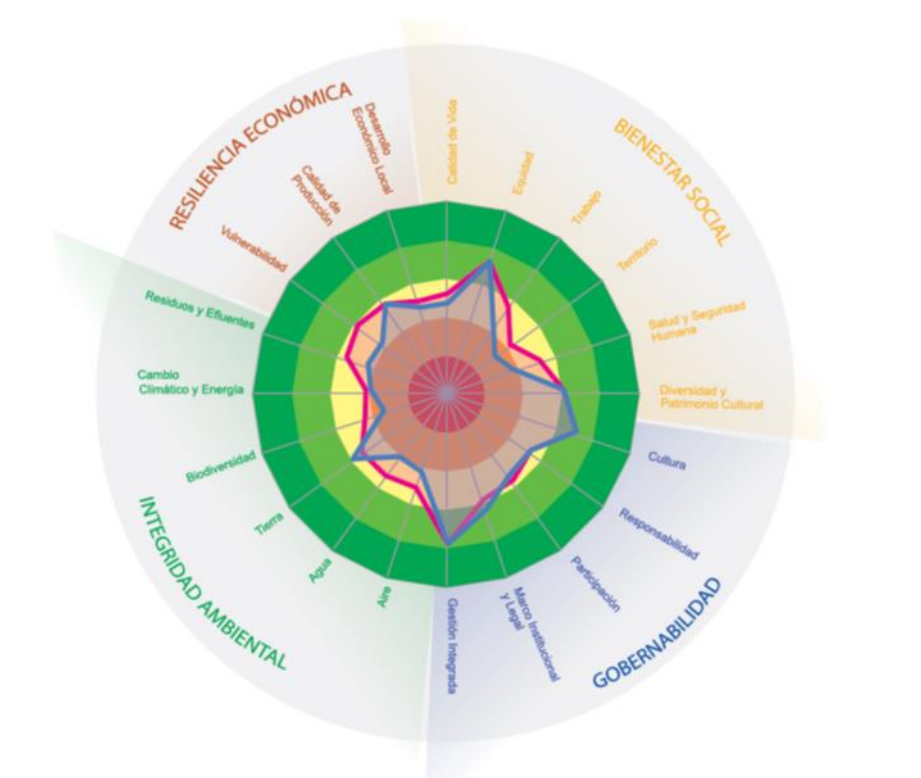 RESILIENCIA ECONÓMICA
Desarrollo
Económico Local
Calidad de
Producción
Vulnerabilidad
BIENESTAR SOCIAL
Calidad de Vida
Equidad
Trabajo
Territorio
Salud y Seguridad
Humana
Diversidad y
Patrimonio Cultural
GOBERNABILIDAD
Cultura
Responsabilidad
Participación
Marco Institucional
y Legal
Gestión Integrada
INTEGRIDAD AMBIENTAL
Aire
Agua
Tierra
Biodiversidad
Cambio
Climático y Energía
Residuos y Efluentes